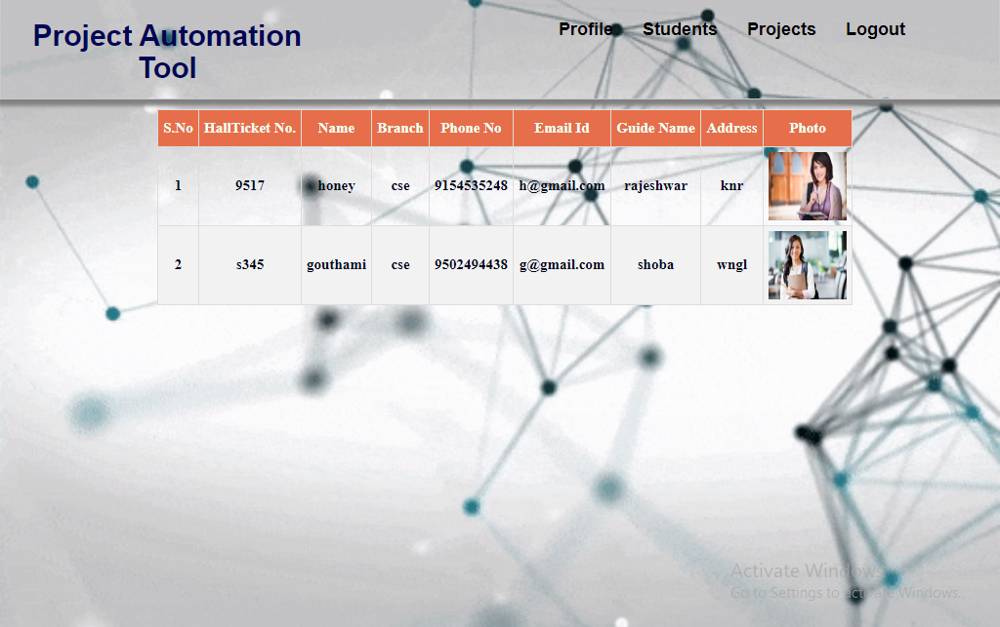 Project Automation
Tool
Profile Students Projects Logout
S.No HallTicket No. Name Branch Phone No Email Id Guide Name Address Photo
1 9517 honey cse 9154535248 h@gmail.com rajeshwar knr
2 s345 gouthami cse 9502494438 g@gmail.com shoba wngl
Activate Windows
Go to Settings to activate Windows.